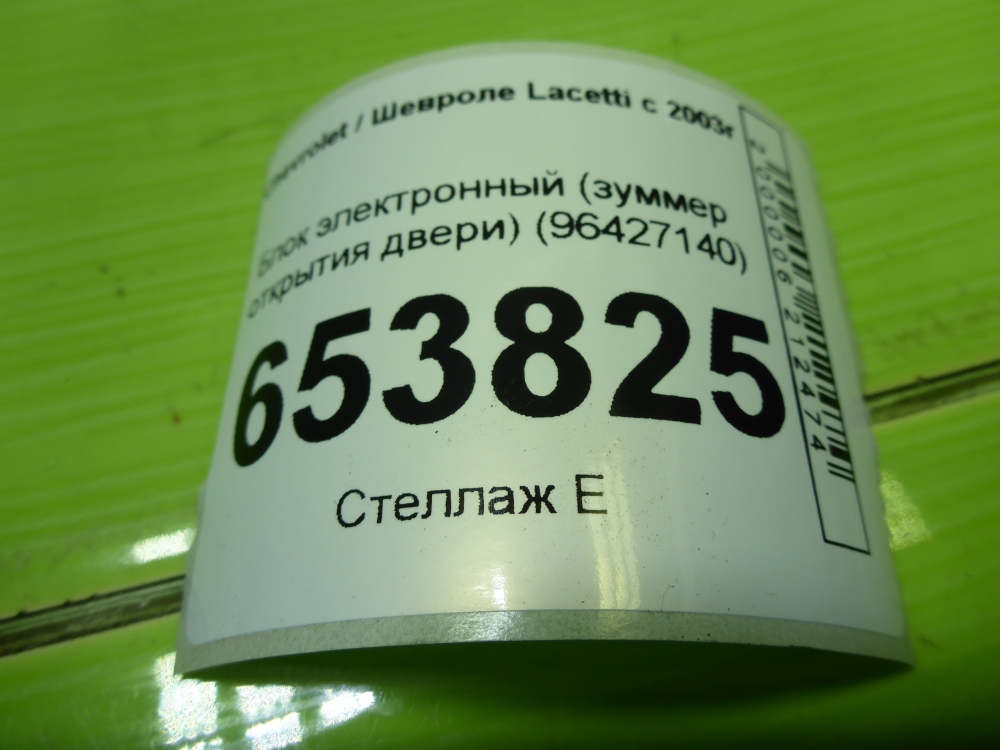 Chevrolet / Шевроле Lacetti с 2003г
Блок электронный (зуммер
открытия двери) (96427140)
653825
Стеллаж Е
2000006212474